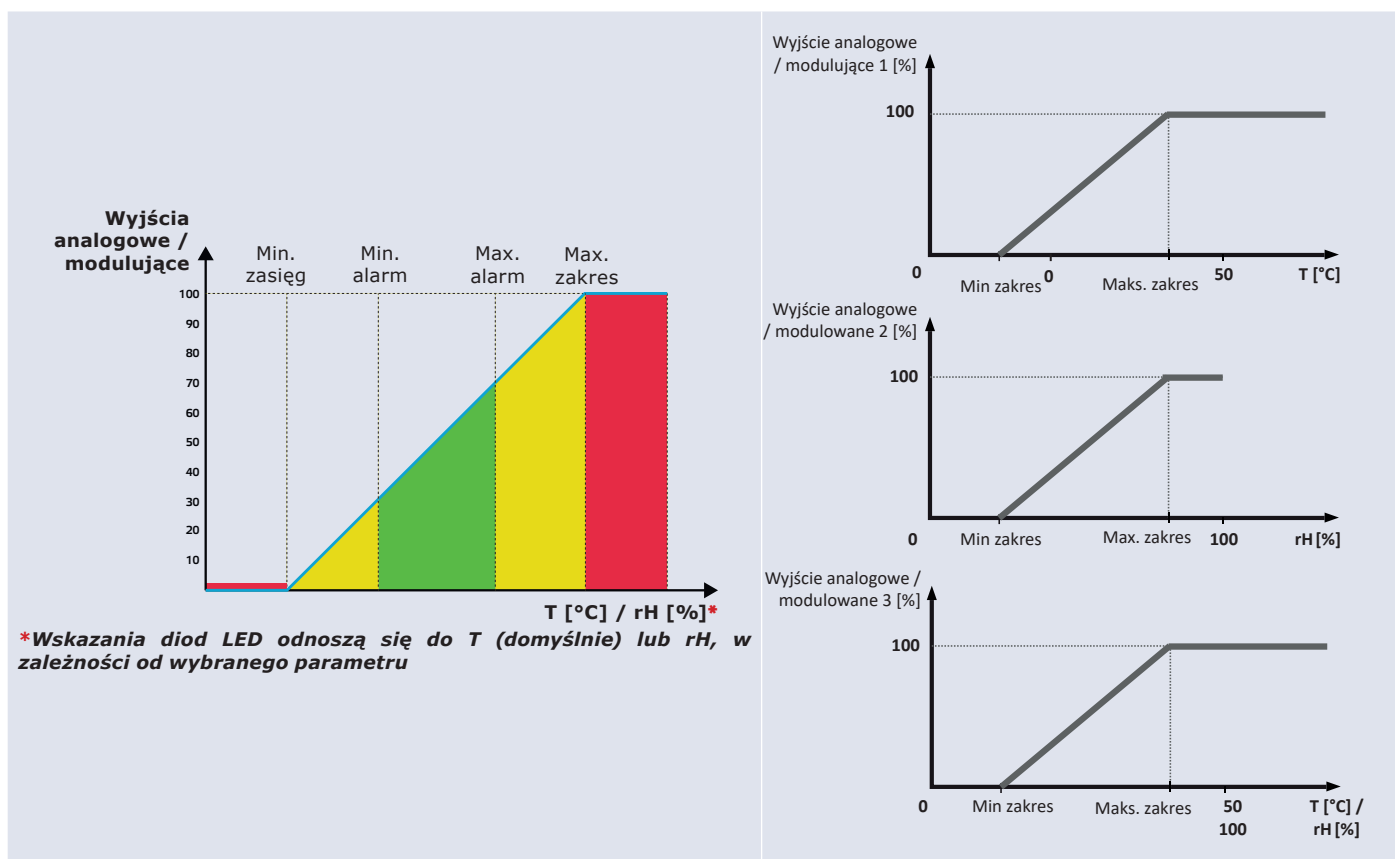 Wyjścia
analogowe /
modulujące
Min.
zasięg
Min.
alarm
Max.
alarm
Max.
zakres
100
90
80
70
60
50
40
30
20
10
T [°C] / rH [%]*
*Wskazania diod LED odnoszą się do T (domyślnie) lub rH, w
zależności od wybranego parametru
Wyjście analogowe
/ modulujące 1 [%]
100
0
Min zakres
0
Maks. zakres
50
T [°C]
Wyjście analogowe
/ modulowane 2 [%]
100
0
Min zakres
Max. zakres
100
rH [%]
Wyjście analogowe /
modulowane 3 [%]
100
0
Min zakres
Maks. zakres
50
100
T [°C] /
rH [%]